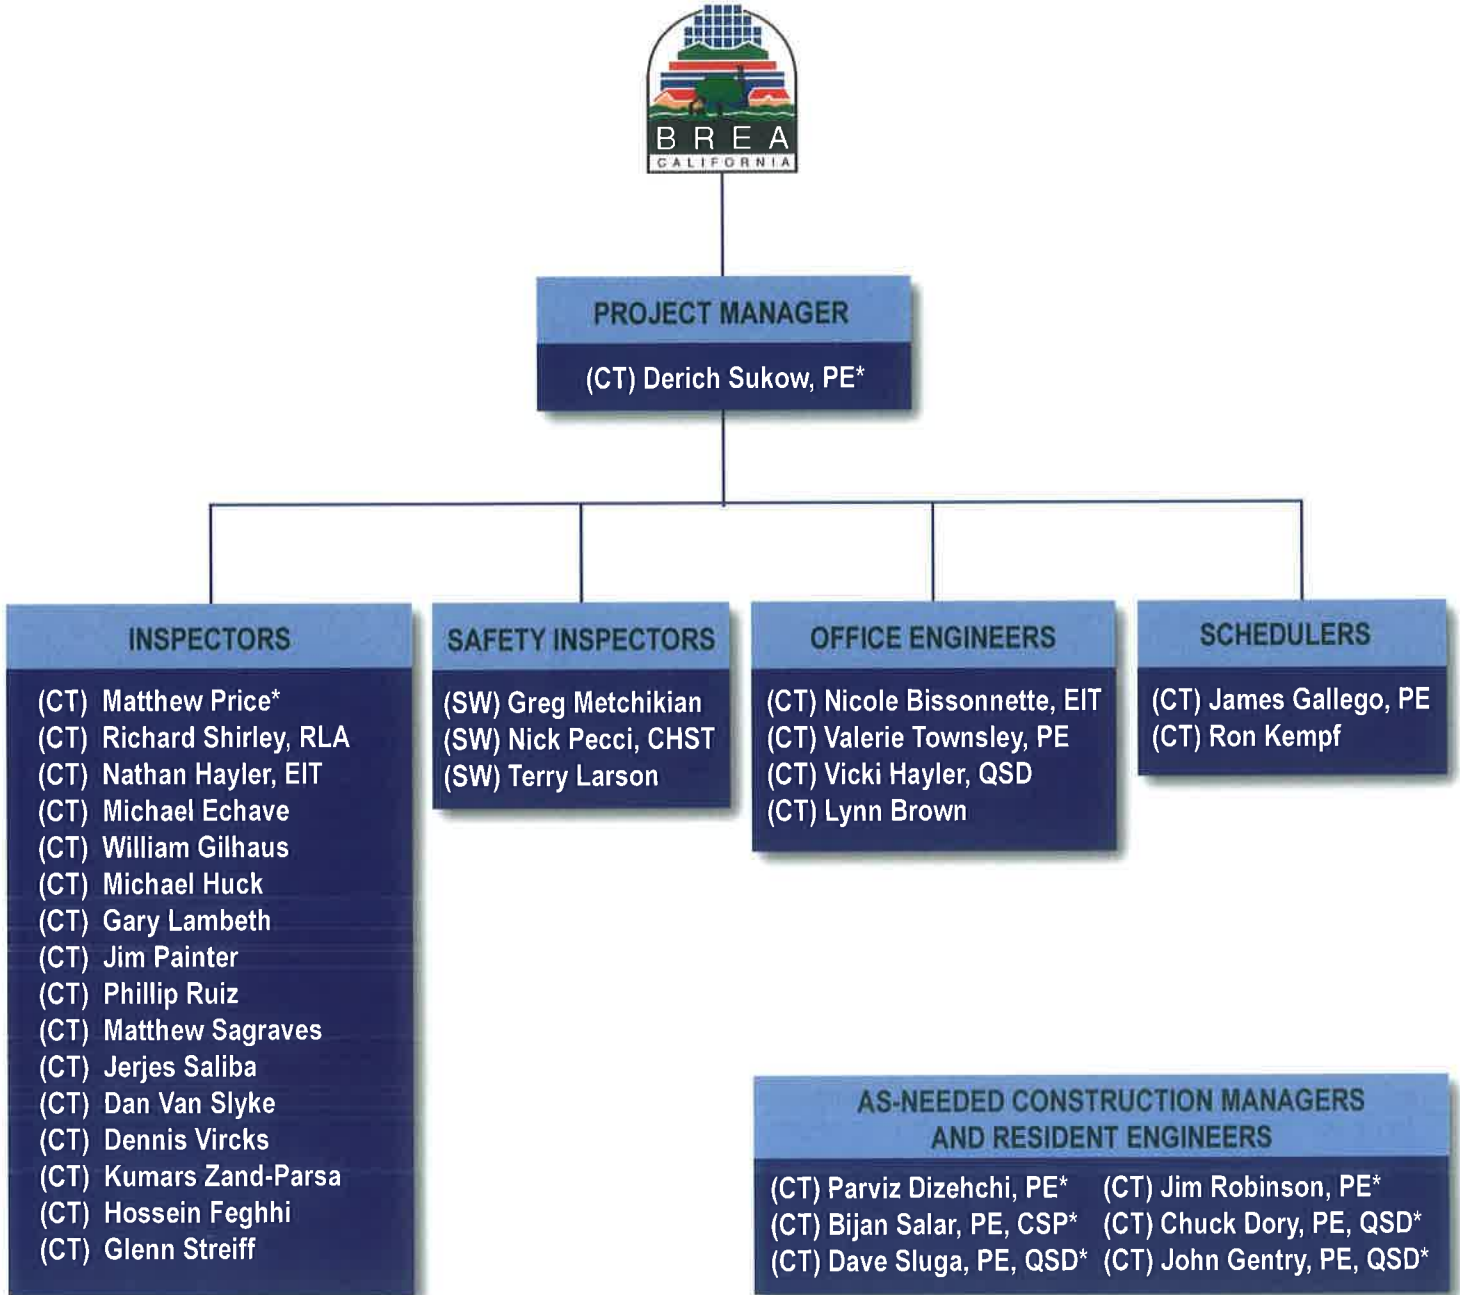 BREA
CALIFORNIA
PROJECT MANAGER
(CT) Derich Sukow, PE*
INSPECTORS
(CT) Matthew Price*
(CT) Richard Shirley, RLA
(CT) Nathan Hayler, EIT
(CT) Michael Echave
(CT) William Gilhaus
(CT) Michael Huck
(CT) Gary Lambeth
(CT) Jim Painter
(CT) Phillip Ruiz
(CT) Matthew Sagraves
(CT) Jerjes Saliba
(CT) Dan Van Slyke
(CT) Dennis Vircks
(CT) Kumars Zand-Parsa
(CT) Hossein Feghhi
(CT) Glenn Streiff
SAFETY INSPECTORS
(SW) Greg Metchikian
(SW) Nick Pecci, CHST
(SW) Terry Larson
OFFICE ENGINEERS
(CT) Nicole Bissonnette, EIT
(CT) Valerie Townsley, PE
(CT) Vicki Hayler, QSD
(CT) Lynn Brown
SCHEDULERS
(CT) James Gallego, PE
(CT) Ron Kempf
AS-NEEDED CONSTRUCTION MANAGERS
AND RESIDENT ENGINEERS
(CT) Parviz Dizehchi, PE* (CT) Jim Robinson, PE*
(CT) Bijan Salar, PE, CSP* (CT) Chuck Dory, PE, QSD*
(CT) Dave Sluga, PE, QSD* (CT) John Gentry, PE, QSD*